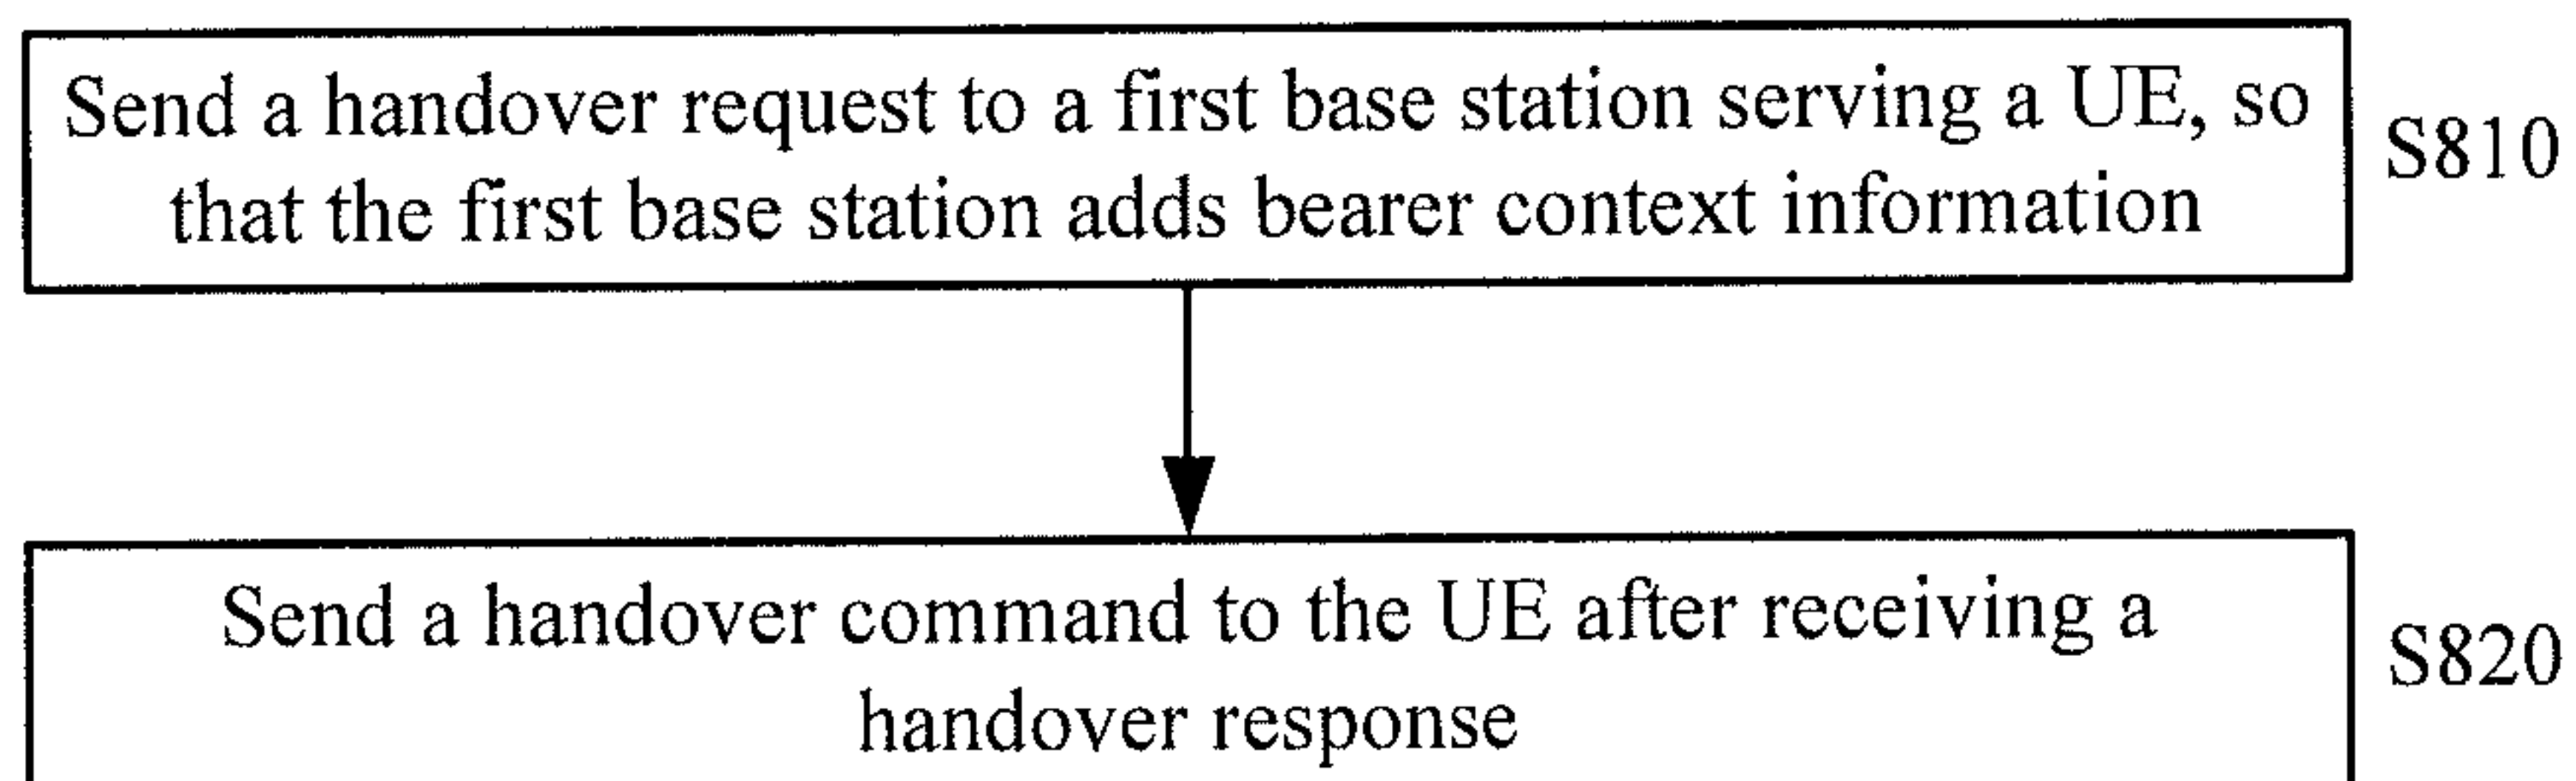 Send a handover request to a first base station serving a UE, so
that the first base station adds bearer context information
S810
Send a handover command to the UE after receiving a
handover response
S820